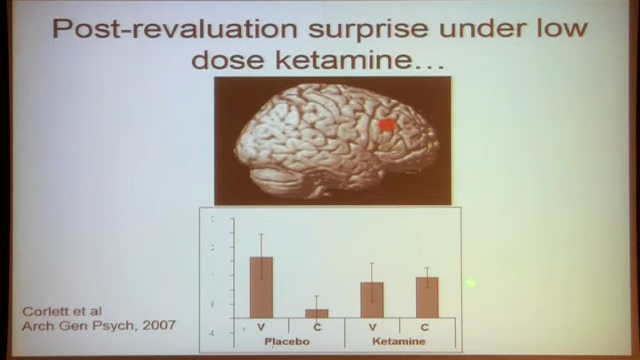 Post-revaluation surprise under low
dose ketamine…
V C V C
Placebo Ketamine
Corlett et al
Arch Gen Psych, 2007